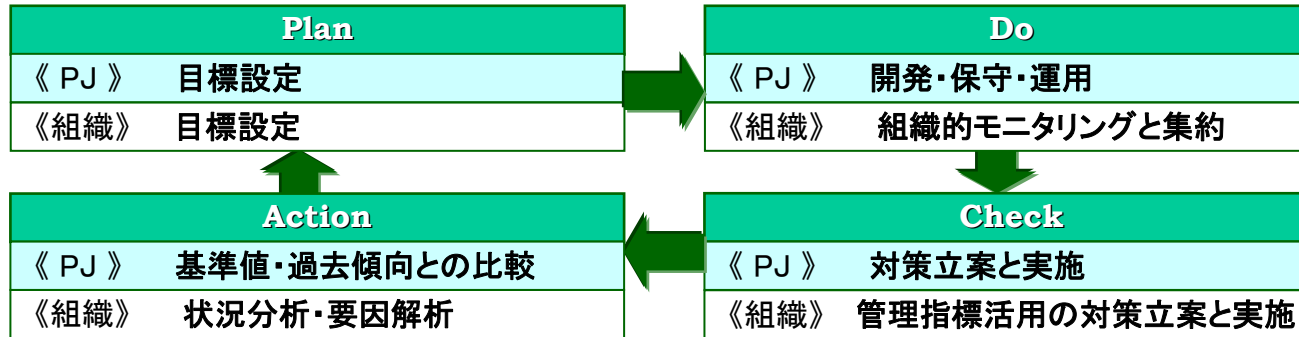 Plan
《 PJ 》 目標設定
《組織》 目標設定
Do
《 PJ 》 開発・保守・運用
《組織》 組織的モニタリングと集約
Action
《 PJ 》 基準値・過去傾向との比較
《組織》 状況分析・要因解析
Check
《 PJ 》 対策立案と実施
《組織》 管理指標活用の対策立案と実施